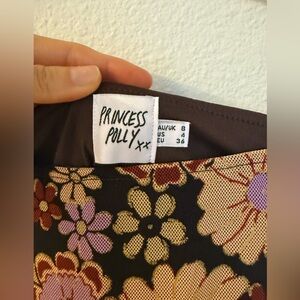 PRINCESS
POLLY xx
AU/UK 8
US 4
EU 36